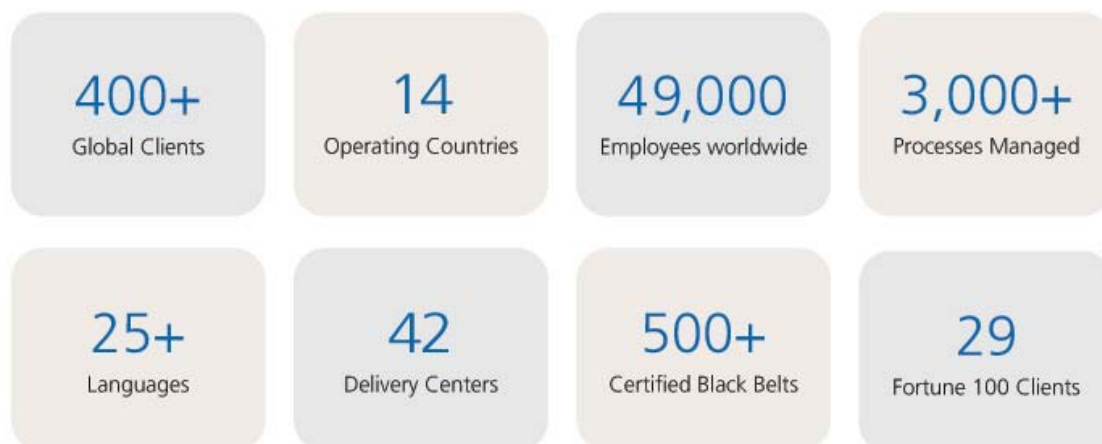 400+
Global Clients
14
Operating Countries
49,000
Employees worldwide
3,000+
Processes Managed
25+
Languages
42
Delivery Centers
500+
Certified Black Belts
29
Fortune 100 Clients